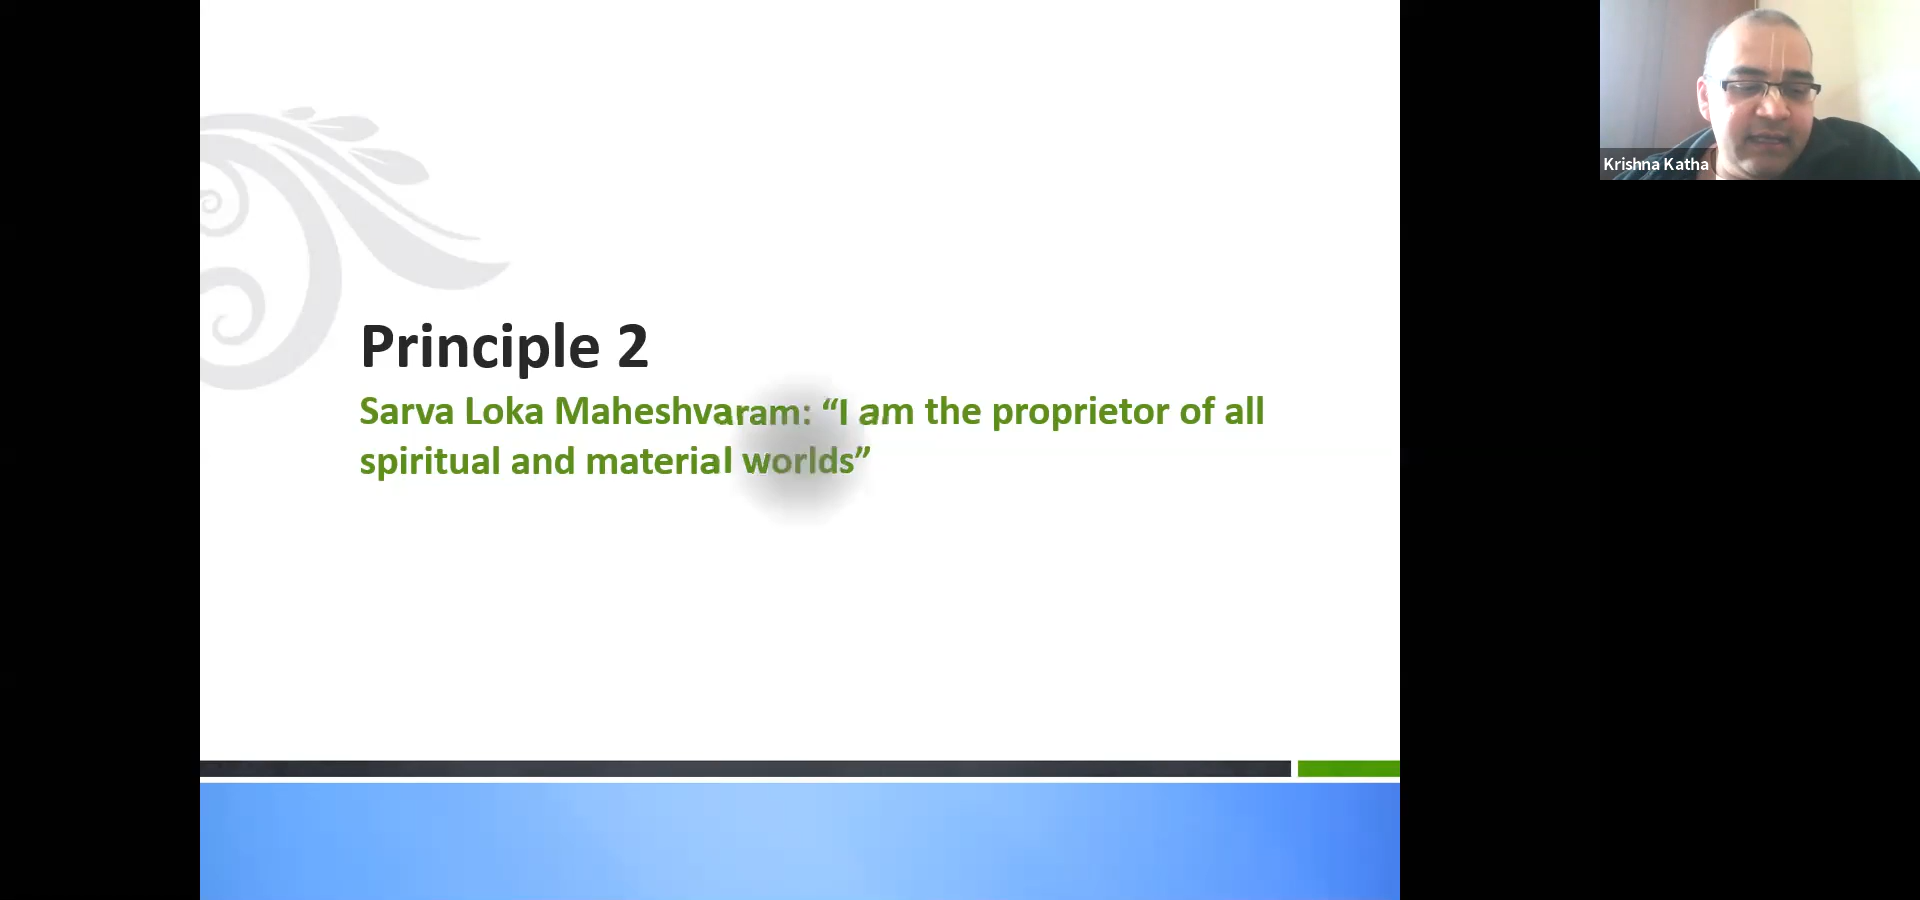 Principle 2
Sarva Loka Maheshvaram: “I am the proprietor of all
spiritual and material worlds”
Krishna Katha